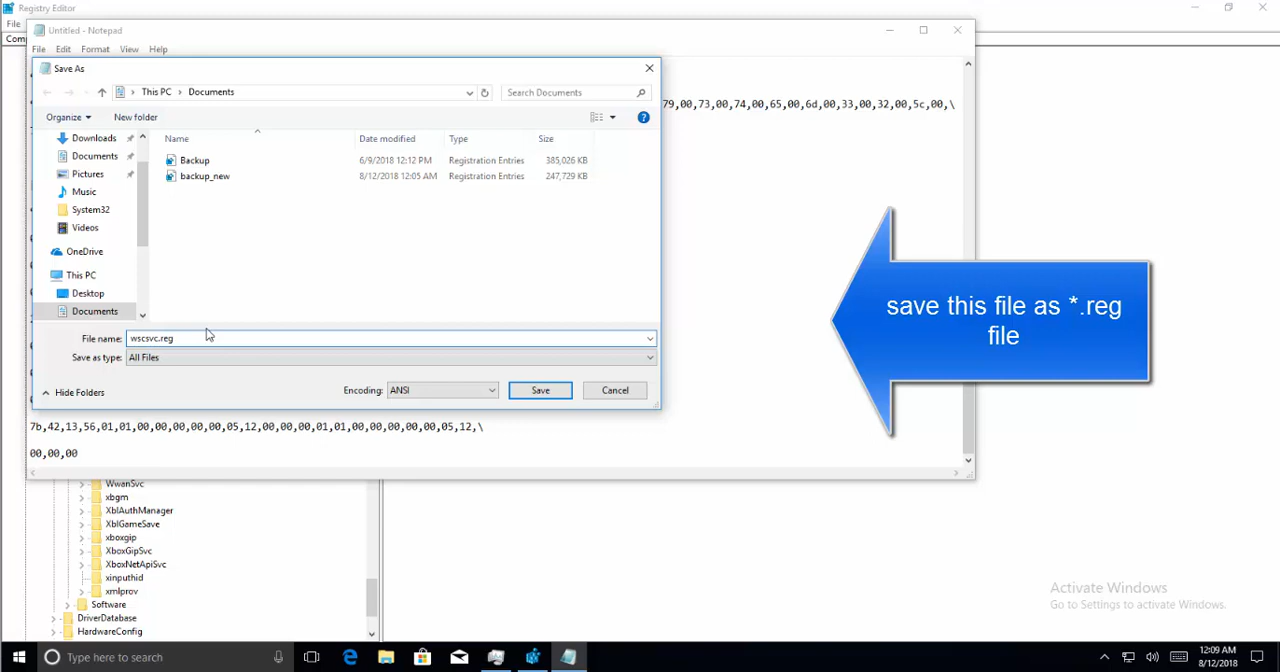 Registry Editor
File
Com
Untitled - Notepad
File Edit Format View Help
Save As
This PC > Documents
Search Documents
79,00,73,00,74,00,65,00,6d,00,33,00,32,00,5c,00,\
Organize New folder
Name Date modified Type Size
Downloads
Documents
Pictures
Music
System32
Videos
OneDrive
This PC
Desktop
Documents
Backup 6/9/2018 12:12 PM Registration Entries 385,026 KB
backup_new 8/12/2018 12:05 AM Registration Entries 247,729 KB
File name: wscsvc.reg
Save as type: All Files
Hide Folders
Encoding: ANSI
Save Cancel
save this file as *.reg
file
7b,42,13,56,01,01,00,00,00,00,00,05,12,00,00,00,01,01,00,00,00,00,00,05,12,\
00,00,00
WwanSvc
xbgm
XblAuthManager
XblGameSave
xboxgip
XboxGipSvc
XboxNetApiSvc
xinputhid
xmlprov
Software
DriverDatabase
HardwareConfig
Activate Windows
Go to Settings to activate Windows.
Type here to search
12:09 AM
8/12/2018